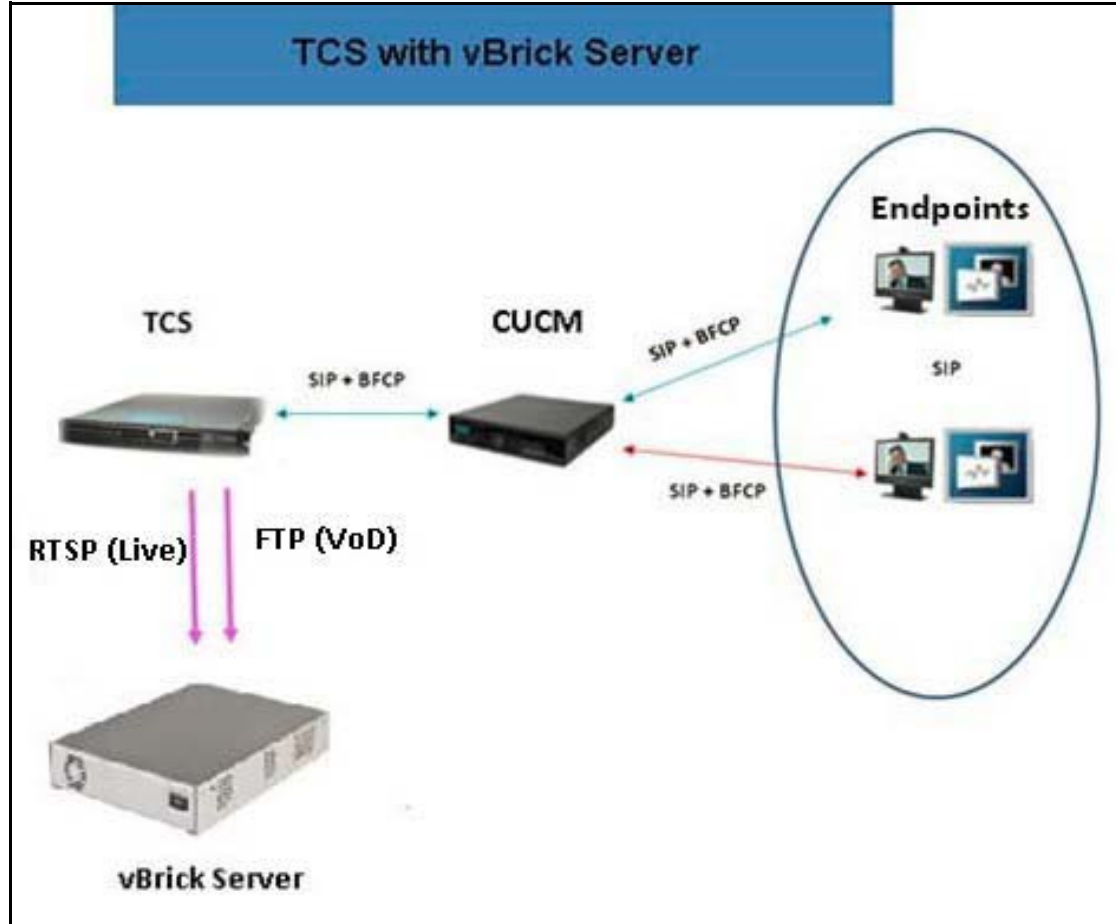 TCS with vBrick Server
Endpoints
TCS
CUCM
SIP + BFCP
SIP + BFCP
SIP
SIP + BFCP
RTSP (Live)
FTP (VoD)
vBrick Server